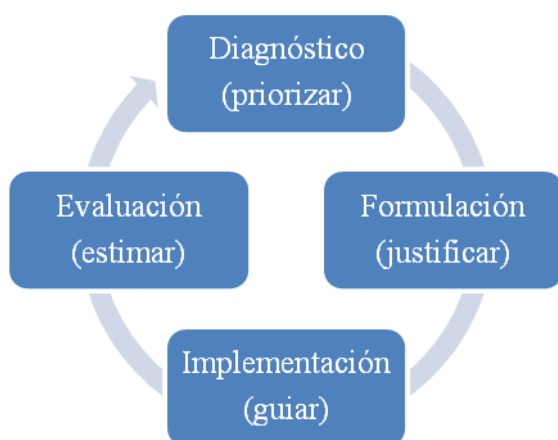 Diagnóstico
(priorizar)
Formulación
(justificar)
Implementación
(guiar)
Evaluación
(estimar)